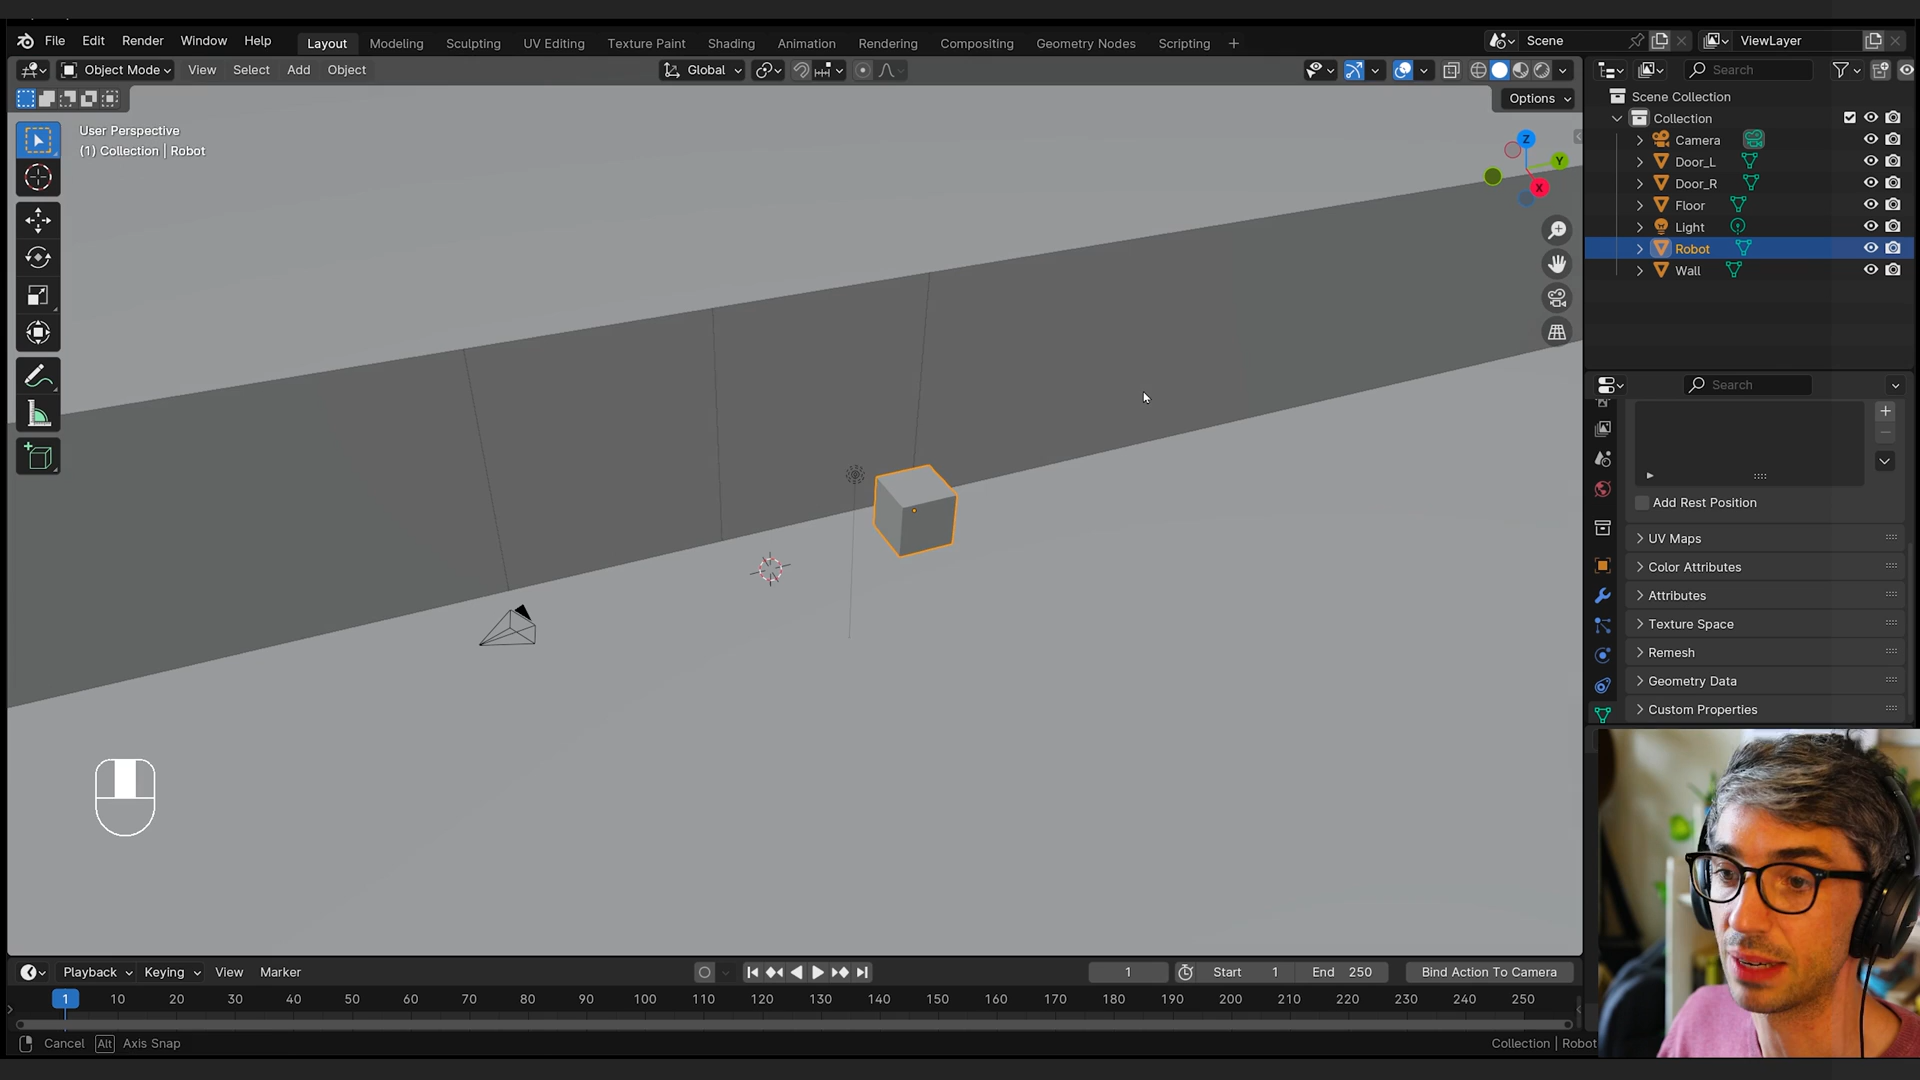 File Edit Render Window Help Layout Modeling Sculpting UV Editing Texture Paint Shading Animation Rendering Compositing Geometry Nodes Scripting +
Scene ViewLayer
Object Mode View Select Add Object Global
Search
Options
User Perspective
(1) Collection | Robot
Z
Y
X
Scene Collection
Collection
Camera
Door_L
Door_R
Floor
Light
Robot
Wall
Search
Add Rest Position
UV Maps
Color Attributes
Attributes
Texture Space
Remesh
Geometry Data
Custom Properties
Playback Keying View Marker 1 Start 1 End 250 Bind Action To Camera
1 10 20 30 40 50 60 70 80 90 100 110 120 130 140 150 160 170 180 190 200 210 220 230 240 250
Cancel Alt Axis Snap Collection | Robot